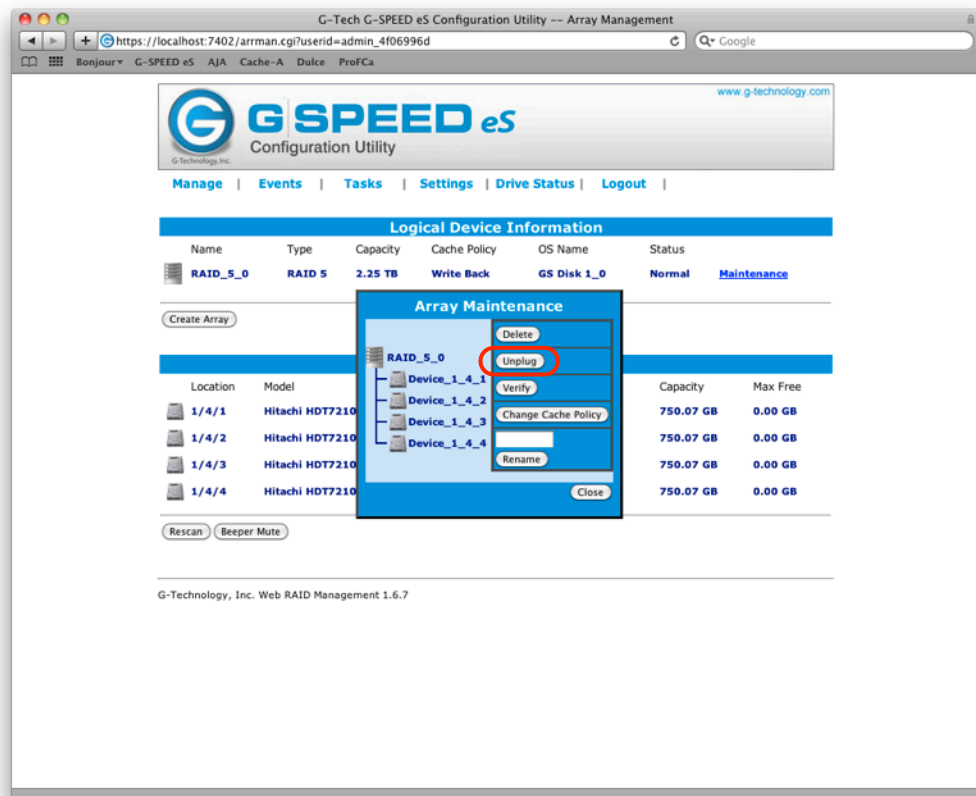 G-Tech G-SPEED eS Configuration Utility -- Array Management
https://localhost:7402/arrman.cgi?userid=admin_4f06996d
Google
Bonjour G-SPEED eS AJA Cache-A Dulce ProFCa
www.g-technology.com
G SPEED eS
Configuration Utility
G-Technology, Inc.
Manage | Events | Tasks | Settings | Drive Status | Logout |
Logical Device Information
Name Type Capacity Cache Policy OS Name Status
RAID_5_0 RAID 5 2.25 TB Write Back GS Disk 1_0 Normal Maintenance
Create Array
Array Maintenance
RAID_5_0
Device_1_4_1
Device_1_4_2
Device_1_4_3
Device_1_4_4
Delete
Unplug
Verify
Change Cache Policy
Rename
Close
Location Model Capacity Max Free
1/4/1 Hitachi HDT7210 750.07 GB 0.00 GB
1/4/2 Hitachi HDT7210 750.07 GB 0.00 GB
1/4/3 Hitachi HDT7210 750.07 GB 0.00 GB
1/4/4 Hitachi HDT7210 750.07 GB 0.00 GB
Rescan Beeper Mute
G-Technology, Inc. Web RAID Management 1.6.7